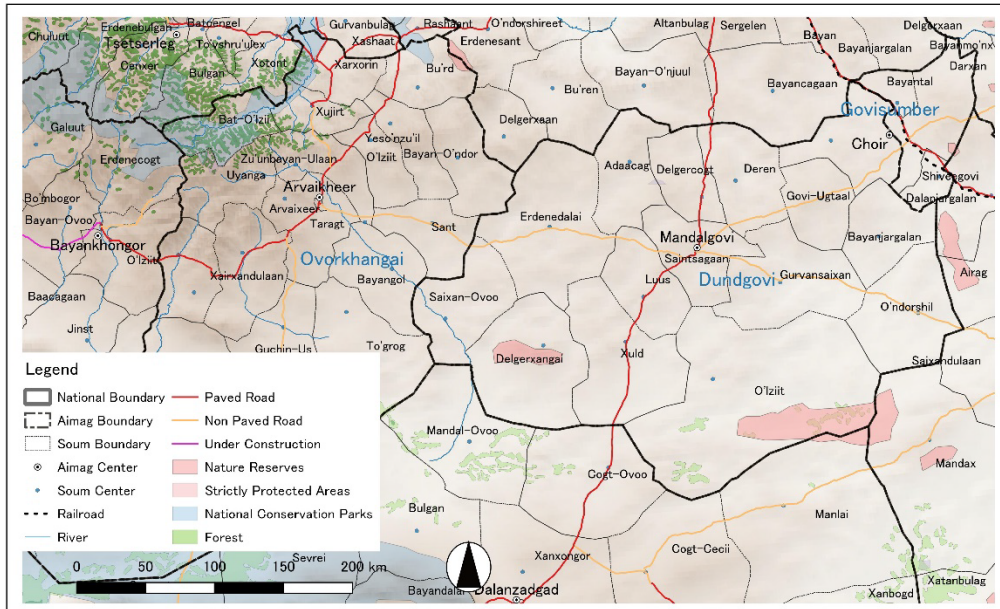 Erdenebulgan
Batcengel
Gurvanbulag
Rashaant
O'ndorshireet
Altanbulag
Sergelen
Delgerxaan
Chuluut
Tsetserleg
To'vshru'ulex
Xashaat
Erdenesant
Bayan
Bayanjargalan
Bayanmo'nx
Cenxer
Xotont
Xarxorin
Bu'rd
Bayan-O'njuul
Darxan
Bulgan
Bu'ren
Bayancagaan
Bayantal
Bat-O'lzii
Xujirt
Govisumber
Galuut
Delgerxaan
Choir
Erdenecogt
Zu'unbayan-Ulaan
Yeso'nzu'il
O'lziit
Bayan-O'ndor
Adaacag
Delgercogt
Deren
Shiveegovi
Uyanga
Govi-Ugtaal
Dalanjargalan
Bo'mbogor
Arvaikheer
Arvaixeer
Bayan-Ovoo
Taragt
Sant
Erdenedalai
Mandalgovi
Bayanjargalan
Bayankhongor
O'lziit
Ovorkhangai
Saintsagaan
Xairxandulaan
Bayangol
Dundgovi
Gurvansaixan
Airag
Baacagaan
Saixan-Ovoo
Luus
O'ndorshil
Jinst
Guchin-Us
To'grog
Delgerxangai
Xuld
Saixandulaan
O'lziit
Mandal-Ovoo
Cogt-Ovoo
Mandax
Bulgan
Manlai
Xanxongor
Cogt-Cecii
Sevrei
Bayandalai
Dalanzadgad
Xatanbulag
Xanbogd
Legend
National Boundary
Paved Road
Aimag Boundary
Non Paved Road
Soum Boundary
Under Construction
Aimag Center
Nature Reserves
Soum Center
Strictly Protected Areas
Railroad
National Conservation Parks
River
Forest
0 50 100 150 200 km